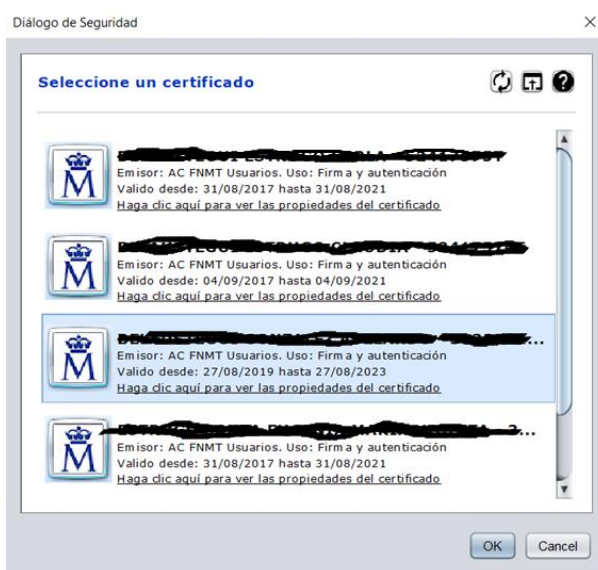 Diálogo de Seguridad
Seleccione un certificado
Emisor: AC FNMT Usuarios. Uso: Firma y autenticación
Valido desde: 31/08/2017 hasta 31/08/2021
Haga clic aquí para ver las propiedades del certificado
Emisor: AC FNMT Usuarios. Uso: Firma y autenticación
Valido desde: 04/09/2017 hasta 04/09/2021
Haga clic aquí para ver las propiedades del certificado
Emisor: AC FNMT Usuarios. Uso: Firma y autenticación
Valido desde: 27/08/2019 hasta 27/08/2023
Haga clic aquí para ver las propiedades del certificado
Emisor: AC FNMT Usuarios. Uso: Firma y autenticación
Valido desde: 31/08/2017 hasta 31/08/2021
Haga clic aquí para ver las propiedades del certificado
OK Cancel